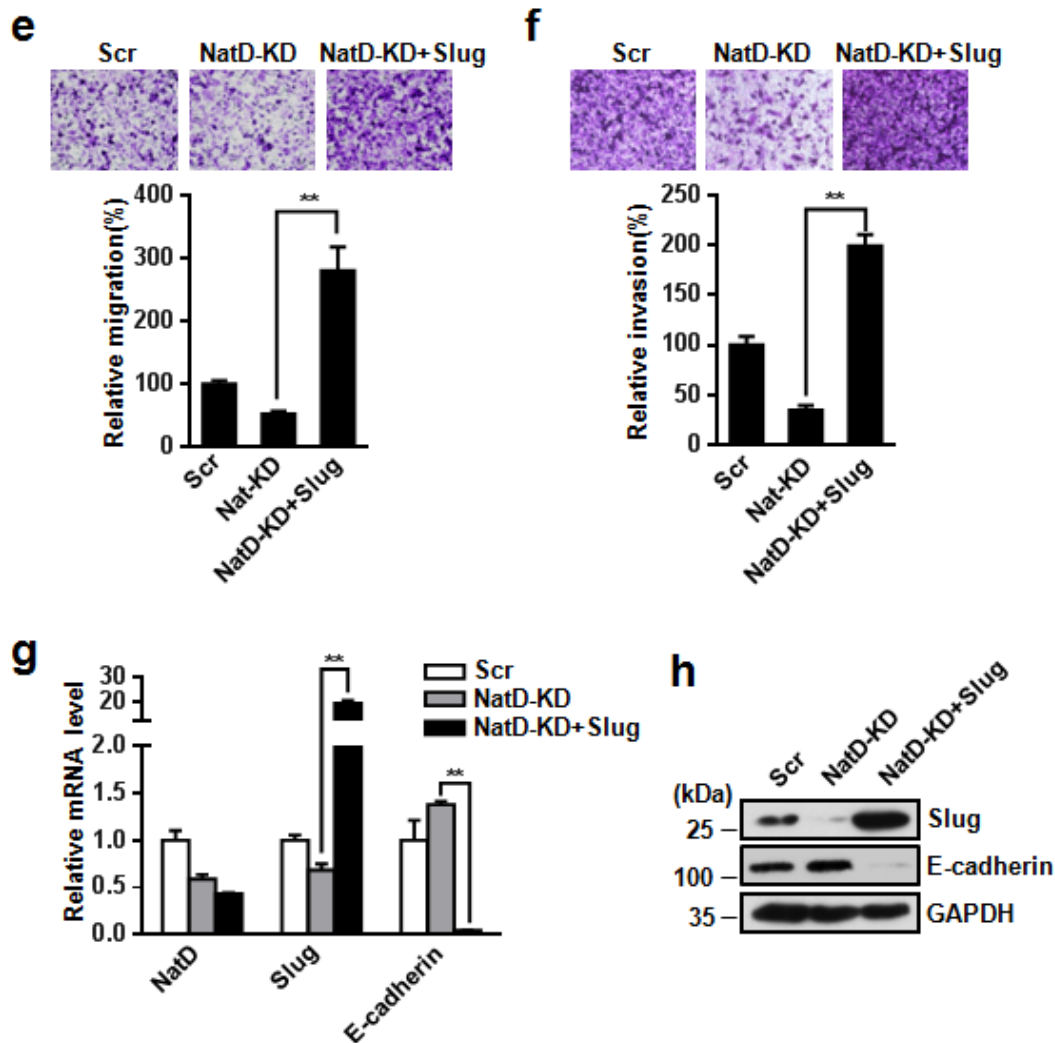 e
Scr NatD-KD NatD-KD+Slug
Relative migration(%)
400
300
200
100
0
**
Scr
Nat-KD
NatD-KD+Slug
f
Scr NatD-KD NatD-KD+Slug
Relative invasion(%)
250
200
150
100
50
0
**
Scr
Nat-KD
NatD-KD+Slug
g
Relative mRNA level
30
20
10
2.0
1.5
1.0
0.5
0.0
**
**
Scr
NatD-KD
NatD-KD+Slug
NatD
Slug
E-cadherin
h
Scr
NatD-KD
NatD-KD+Slug
(kDa)
25
Slug
100
E-cadherin
35
GAPDH